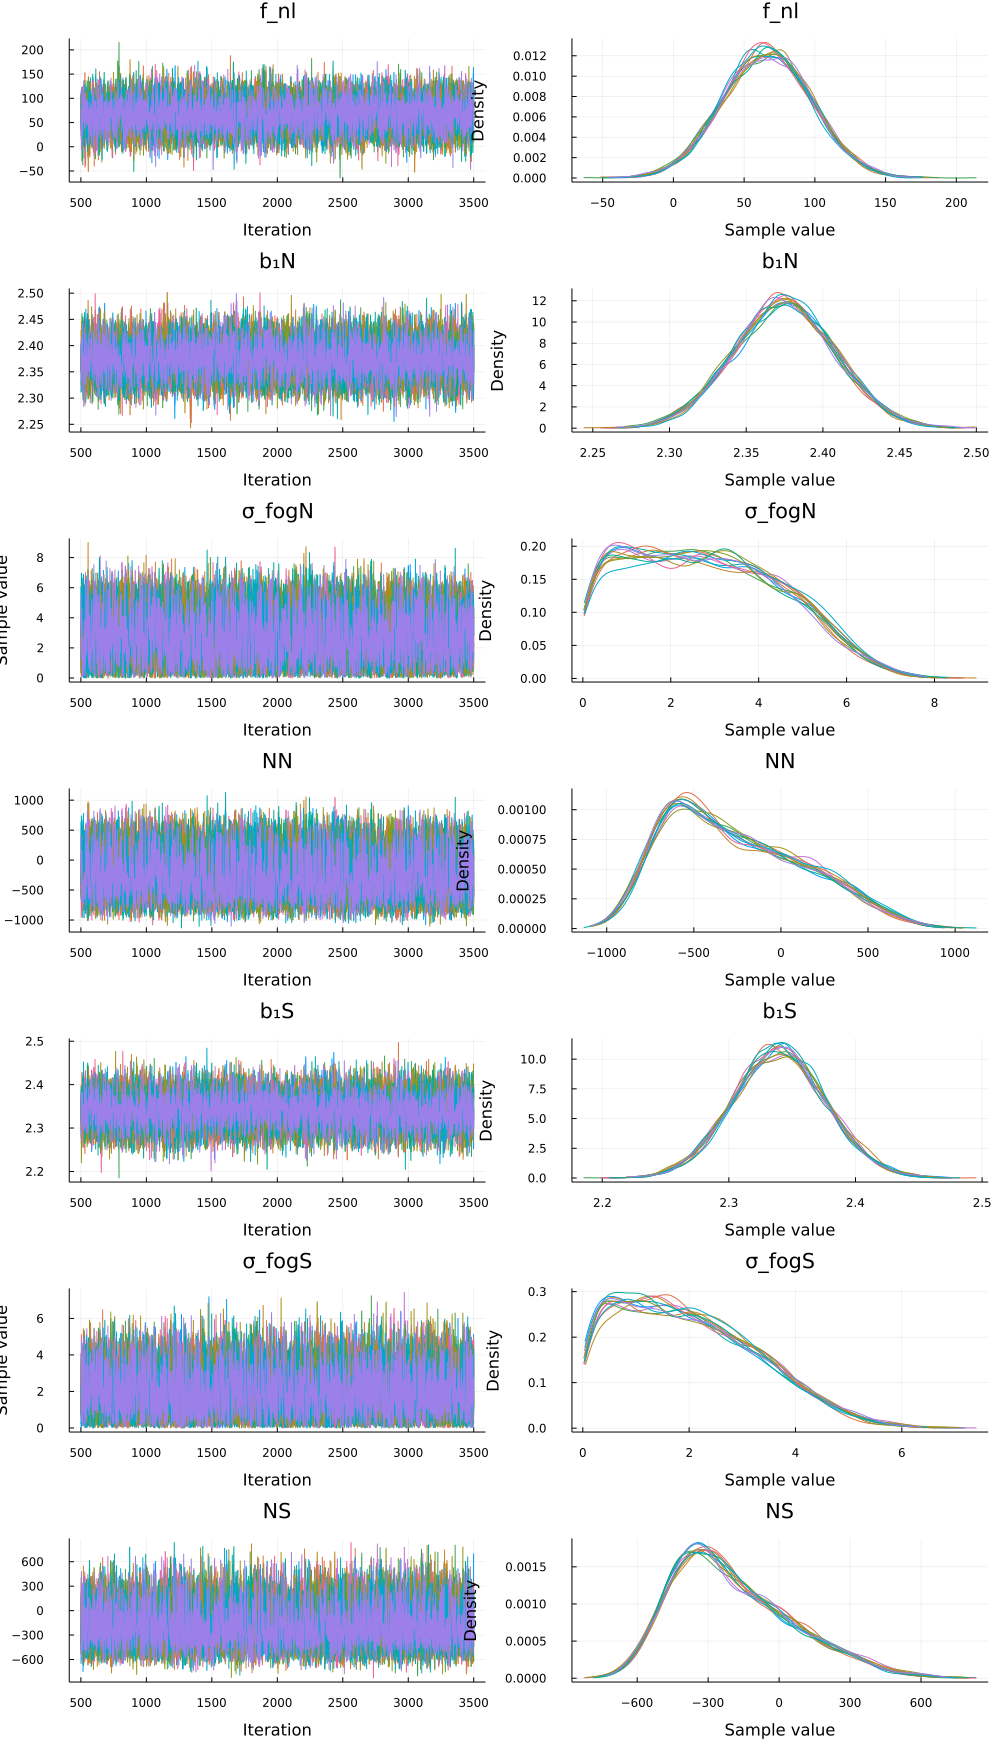 f_nl
f_nl
200
150
100
50
0
−50
500 1000 1500 2000 2500 3000 3500
Iteration
Density
0.012
0.010
0.008
0.006
0.004
0.002
0.000
−50 0 50 100 150 200
Sample value
b₁N
b₁N
2.50
2.45
2.40
2.35
2.30
2.25
500 1000 1500 2000 2500 3000 3500
Iteration
Density
12
10
8
6
4
2
0
2.25 2.30 2.35 2.40 2.45 2.50
Sample value
σ_fogN
σ_fogN
Sample value
8
6
4
2
0
500 1000 1500 2000 2500 3000 3500
Iteration
Density
0.20
0.15
0.10
0.05
0.00
0 2 4 6 8
Sample value
NN
NN
1000
500
0
−500
−1000
500 1000 1500 2000 2500 3000 3500
Iteration
Density
0.00100
0.00075
0.00050
0.00025
0.00000
−1000 −500 0 500 1000
Sample value
b₁S
b₁S
2.5
2.4
2.3
2.2
500 1000 1500 2000 2500 3000 3500
Iteration
Density
10.0
7.5
5.0
2.5
0.0
2.2 2.3 2.4 2.5
Sample value
σ_fogS
σ_fogS
Sample value
6
4
2
0
500 1000 1500 2000 2500 3000 3500
Iteration
Density
0.3
0.2
0.1
0.0
0 2 4 6
Sample value
NS
NS
600
300
0
−300
−600
500 1000 1500 2000 2500 3000 3500
Iteration
Density
0.0015
0.0010
0.0005
0.0000
−600 −300 0 300 600
Sample value